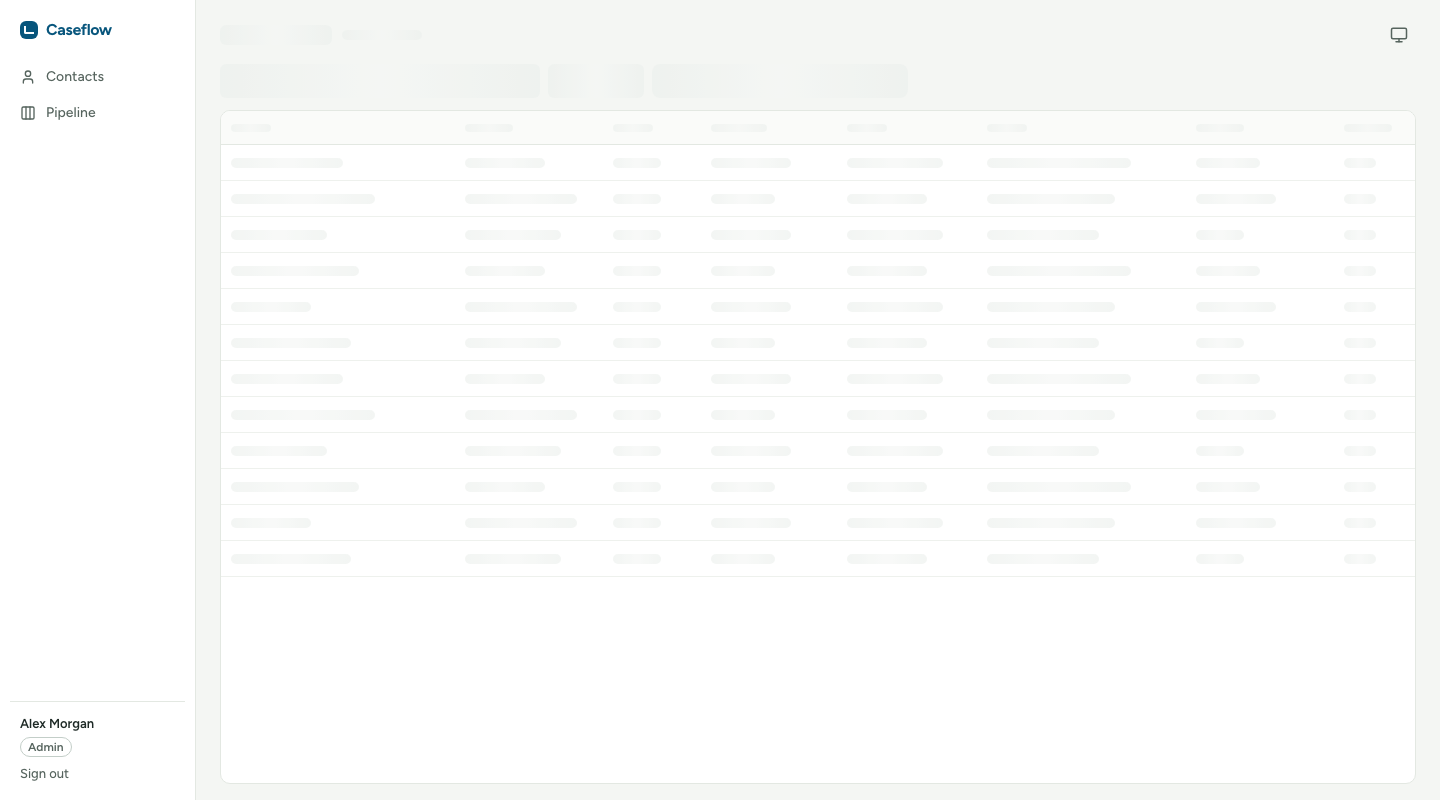 Caseflow
Contacts
Pipeline
Alex Morgan
Admin
Sign out